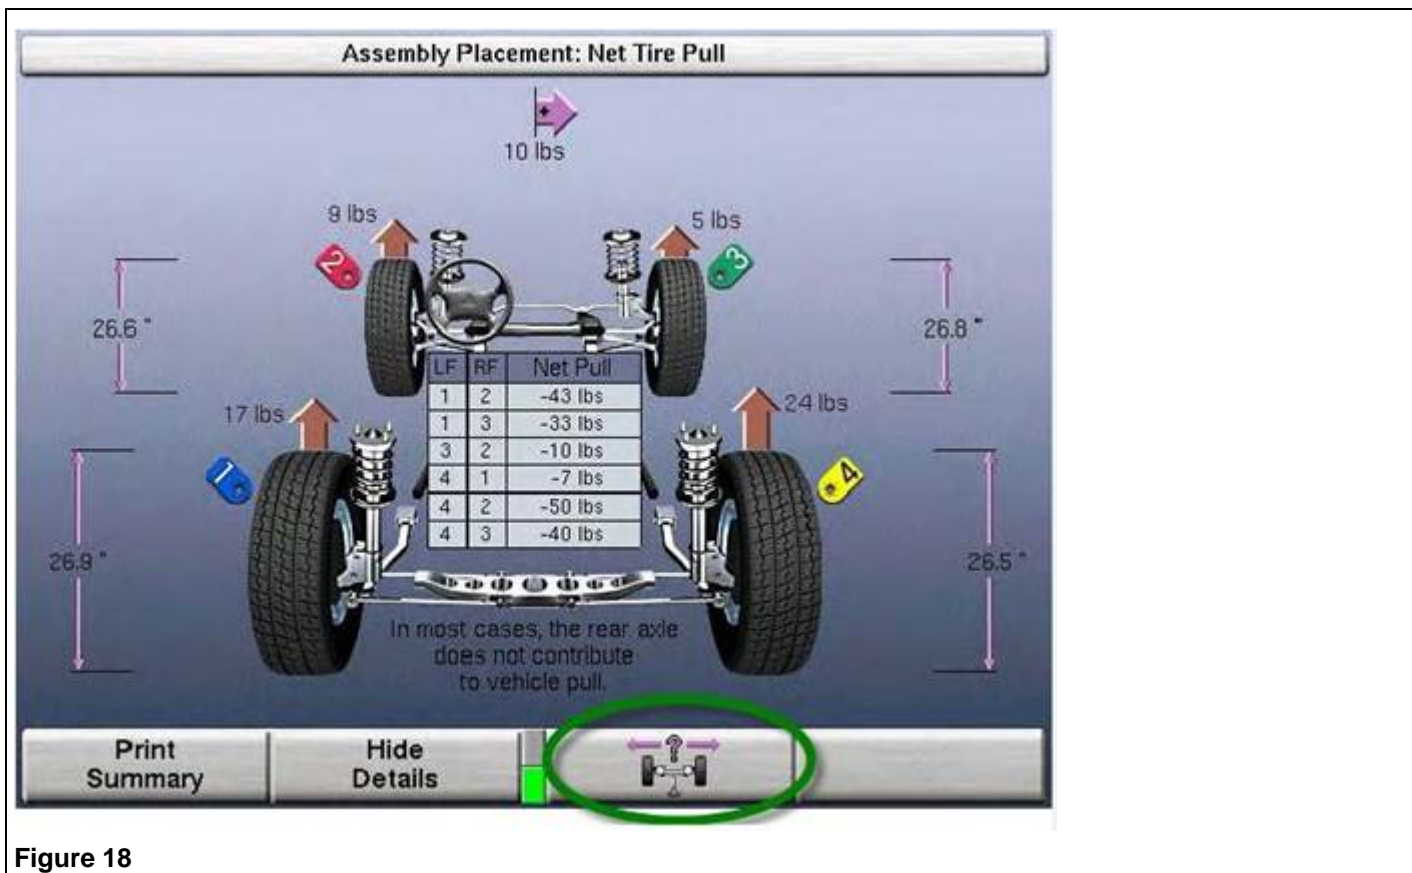 Assembly Placement: Net Tire Pull
+
10 lbs
9 lbs
5 lbs
2
3
26.6 "
26.8 "
LF RF Net Pull
1 2 -43 lbs
1 3 -33 lbs
3 2 -10 lbs
4 1 -7 lbs
4 2 -50 lbs
4 3 -40 lbs
17 lbs
24 lbs
1
4
26.9 "
26.5 "
In most cases, the rear axle
does not contribute
to vehicle pull.
Print
Summary
Hide
Details
?
Figure 18